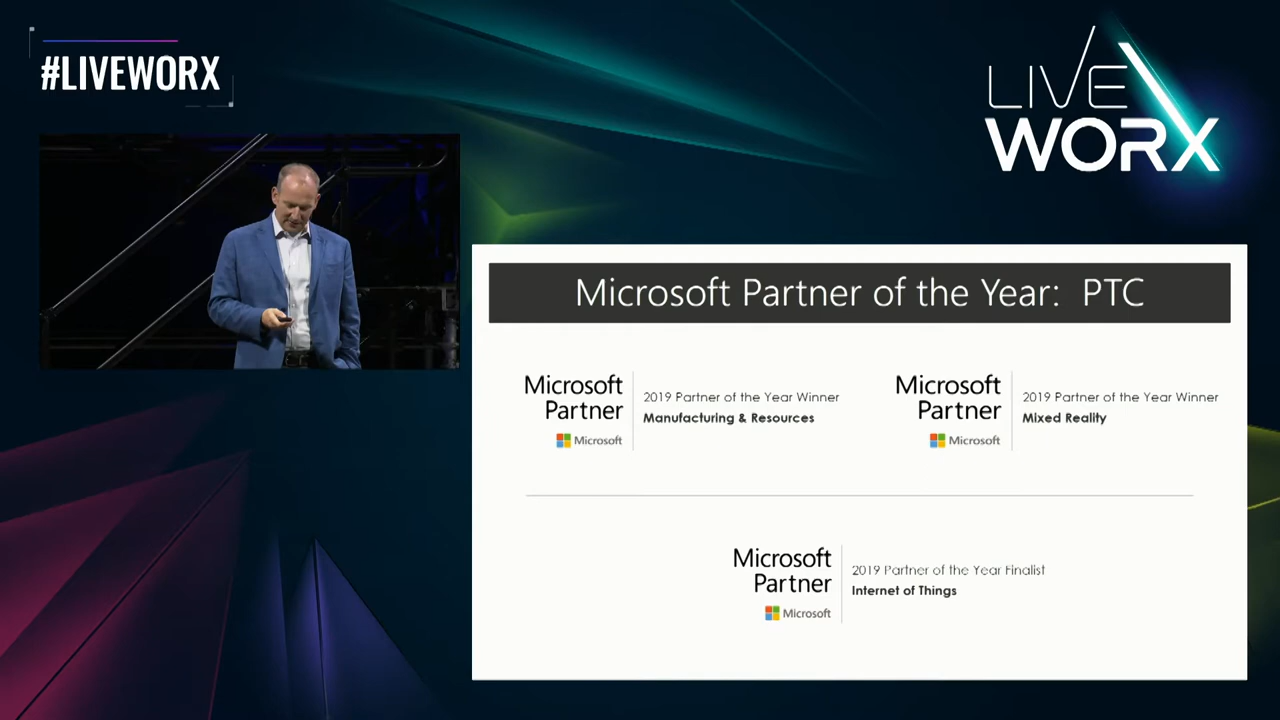 #LIVEWORX
LIVE
WORX
Microsoft Partner of the Year: PTC
Microsoft
Partner
Microsoft
2019 Partner of the Year Winner
Manufacturing & Resources
Microsoft
Partner
Microsoft
2019 Partner of the Year Winner
Mixed Reality
Microsoft
Partner
Microsoft
2019 Partner of the Year Finalist
Internet of Things